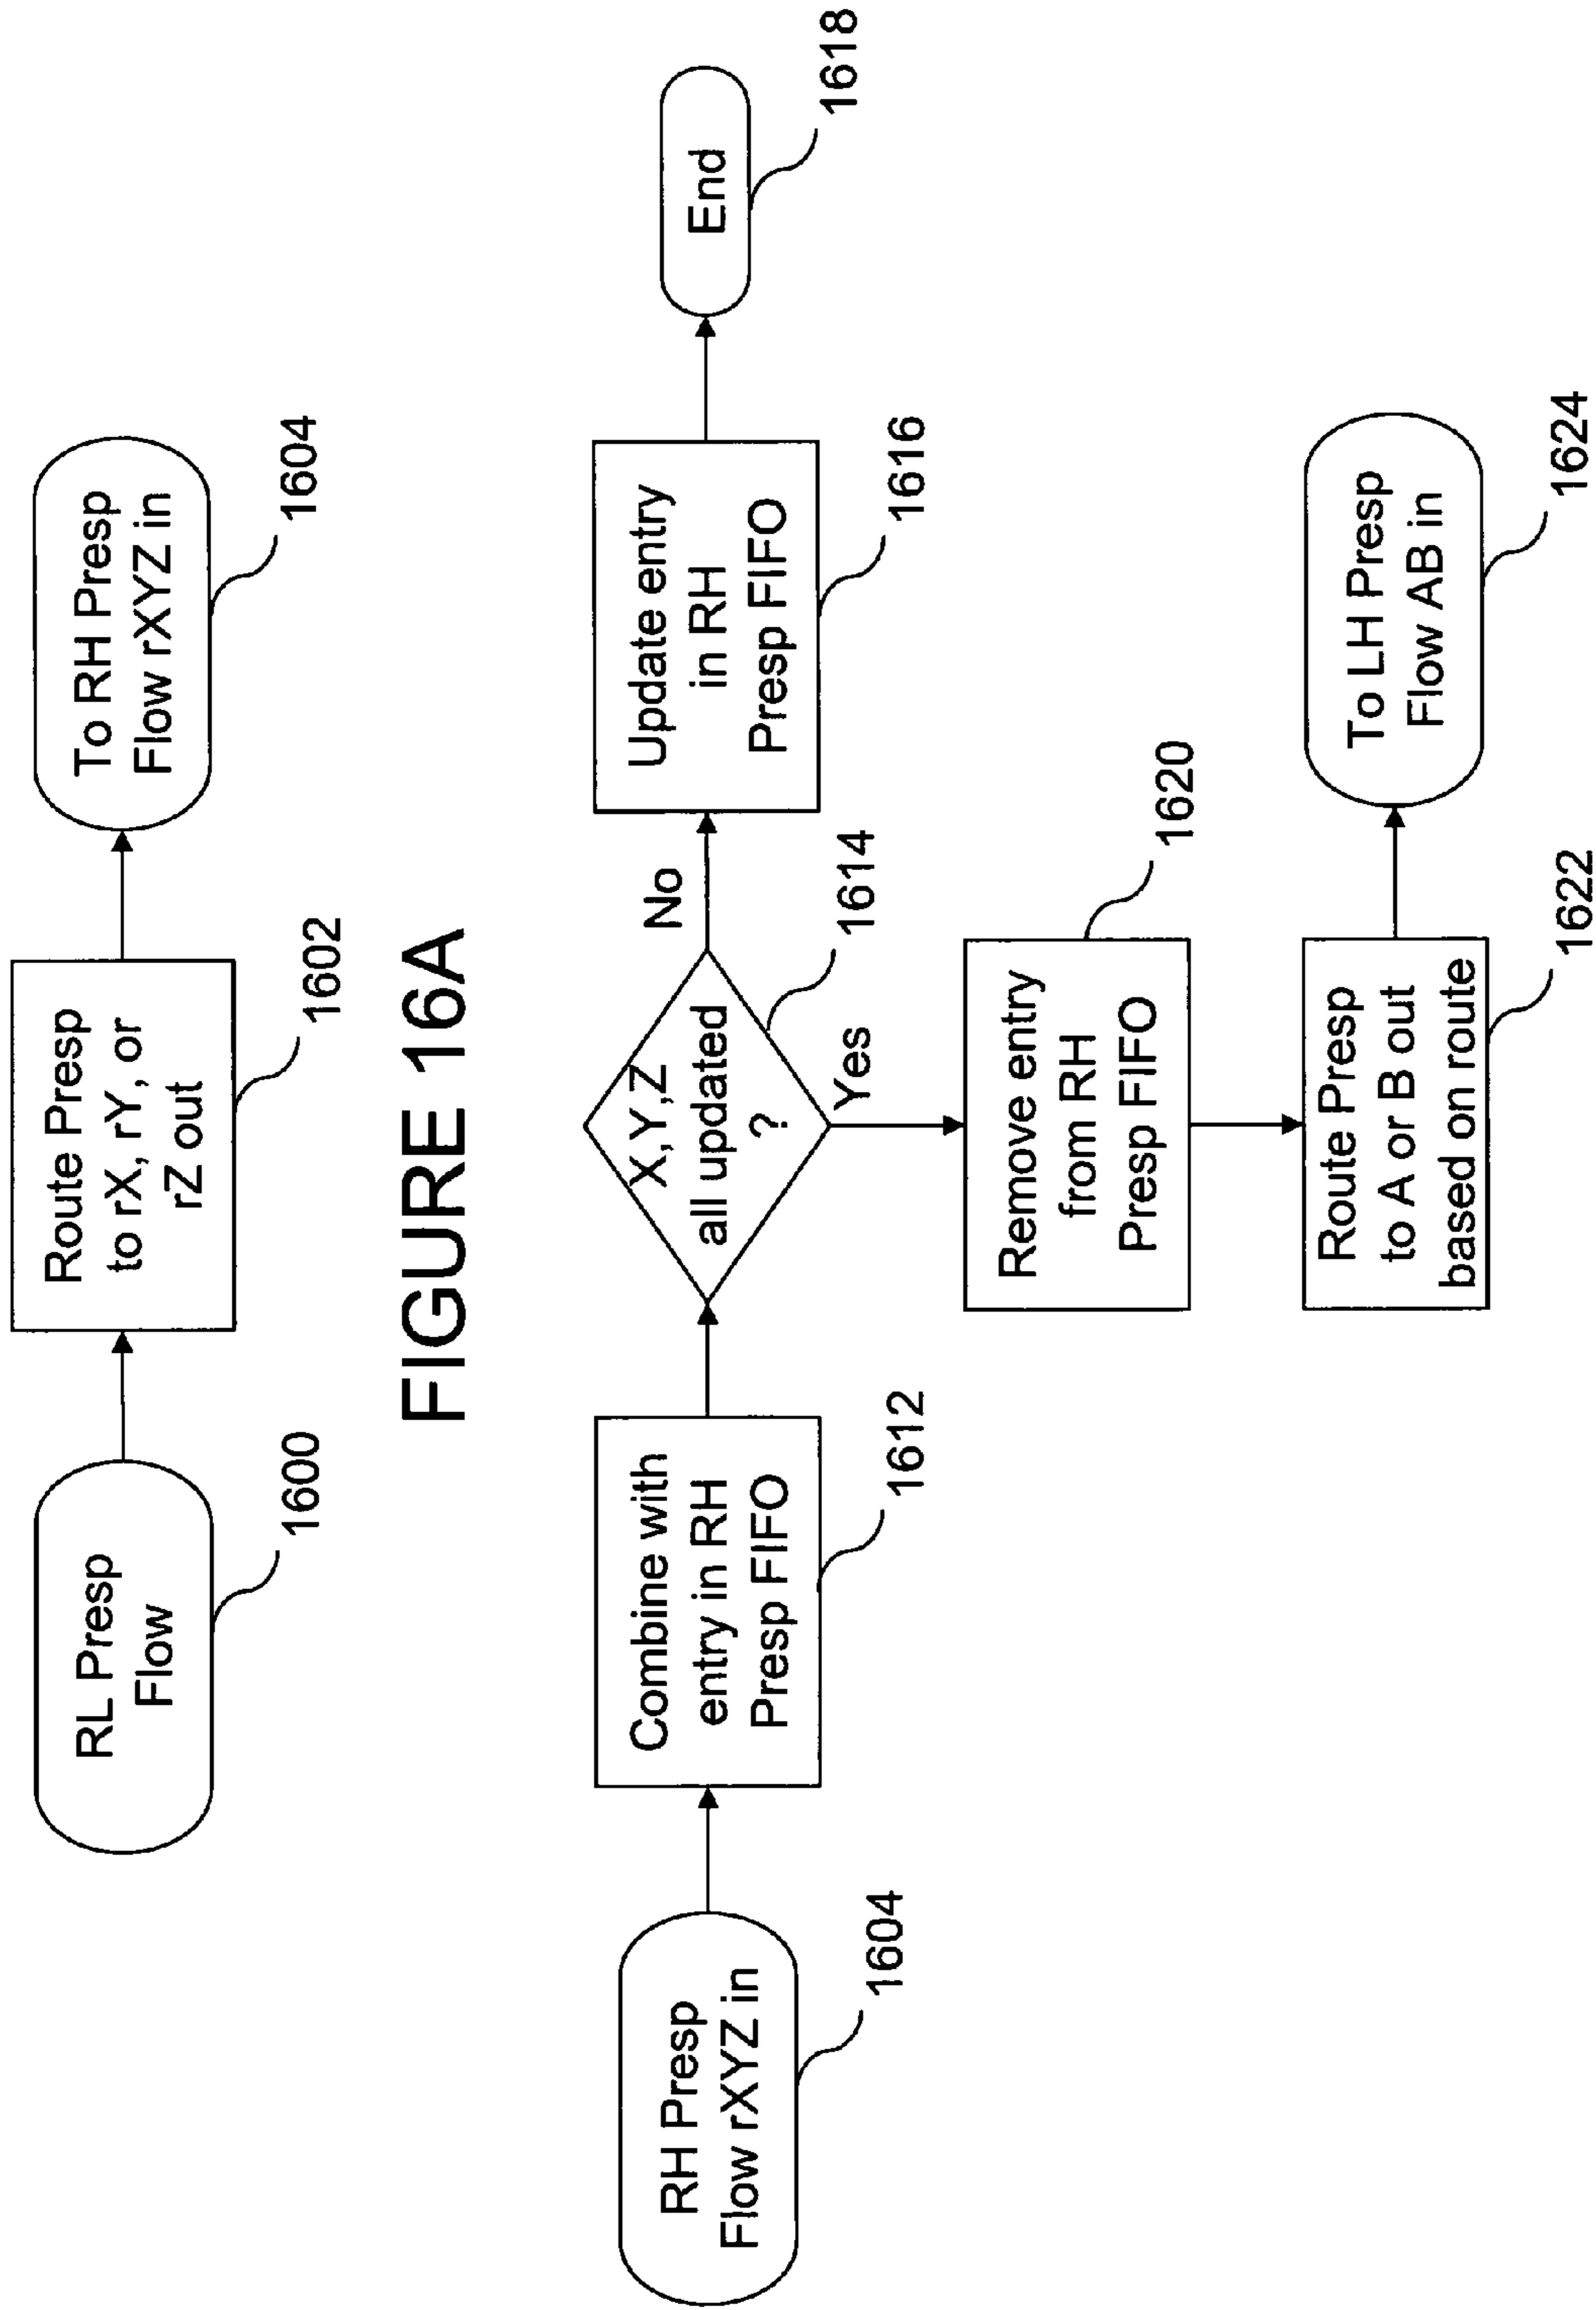 RL Presp
Flow
1600
Route Presp
to rX, rY, or
rZ out
1602
To RH Presp
Flow rXYZ in
1604
FIGURE 16A
RH Presp
Flow rXYZ in
1604
Combine with
entry in RH
Presp FIFO
1612
X,Y,Z
all updated
?
1614
No
Update entry
in RH
Presp FIFO
1616
End
1618
Yes
Remove entry
from RH
Presp FIFO
1620
Route Presp
to A or B out
based on route
1622
To LH Presp
Flow AB in
1624